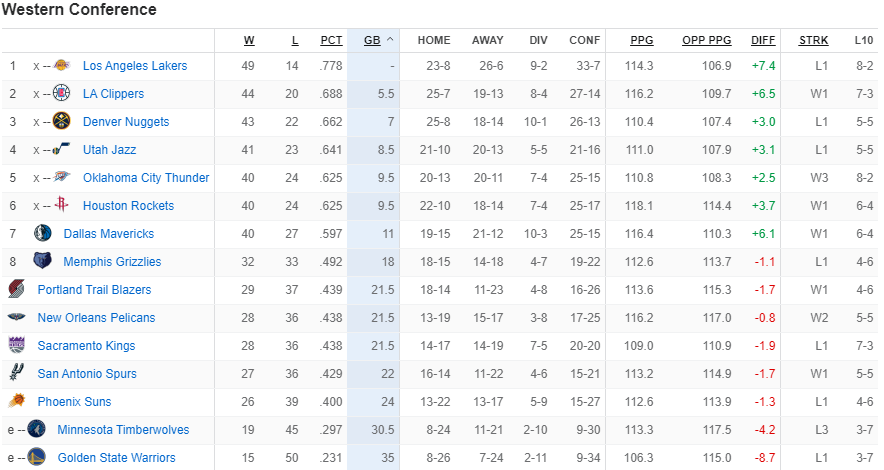 Western Conference
W L PCT GB HOME AWAY DIV CONF PPG OPP PPG DIFF STRK L10
1 x -- Los Angeles Lakers 49 14 .778 - 23-8 26-6 9-2 33-7 114.3 106.9 +7.4 L1 8-2
2 x -- LA Clippers 44 20 .688 5.5 25-7 19-13 8-4 27-14 116.2 109.7 +6.5 W1 7-3
3 x -- Denver Nuggets 43 22 .662 7 25-8 18-14 10-1 26-13 110.4 107.4 +3.0 L1 5-5
4 x -- Utah Jazz 41 23 .641 8.5 21-10 20-13 5-5 21-16 111.0 107.9 +3.1 L1 5-5
5 x -- Oklahoma City Thunder 40 24 .625 9.5 20-13 20-11 7-4 25-15 110.8 108.3 +2.5 W3 8-2
6 x -- Houston Rockets 40 24 .625 9.5 22-10 18-14 7-4 25-17 118.1 114.4 +3.7 W1 6-4
7 Dallas Mavericks 40 27 .597 11 19-15 21-12 10-3 25-15 116.4 110.3 +6.1 W1 6-4
8 Memphis Grizzlies 32 33 .492 18 18-15 14-18 4-7 19-22 112.6 113.7 -1.1 L1 4-6
Portland Trail Blazers 29 37 .439 21.5 18-14 11-23 4-8 16-26 113.6 115.3 -1.7 W1 4-6
New Orleans Pelicans 28 36 .438 21.5 13-19 15-17 3-8 17-25 116.2 117.0 -0.8 W2 5-5
Sacramento Kings 28 36 .438 21.5 14-17 14-19 7-5 20-20 109.0 110.9 -1.9 L1 7-3
San Antonio Spurs 27 36 .429 22 16-14 11-22 4-6 15-21 113.2 114.9 -1.7 W1 5-5
Phoenix Suns 26 39 .400 24 13-22 13-17 5-9 15-27 112.6 113.9 -1.3 L1 4-6
e -- Minnesota Timberwolves 19 45 .297 30.5 8-24 11-21 2-10 9-30 113.3 117.5 -4.2 L3 3-7
e -- Golden State Warriors 15 50 .231 35 8-26 7-24 2-11 9-34 106.3 115.0 -8.7 L1 3-7